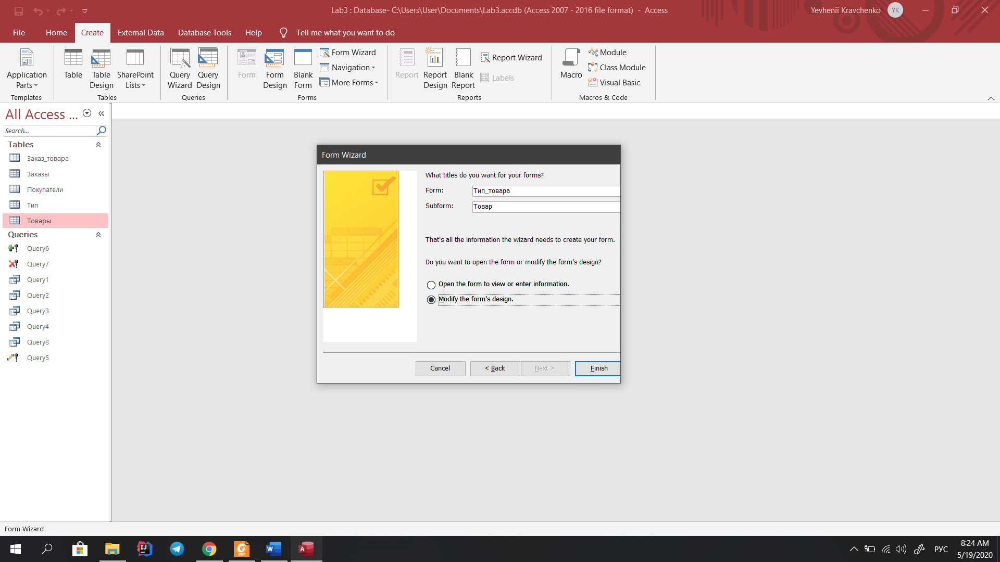 Lab3 : Database- C:\Users\User\Documents\Lab3.accdb (Access 2007 - 2016 file format) - Access
Yevhenii Kravchenko
YK
File
Home
Create
External Data
Database Tools
Help
Tell me what you want to do
Application
Parts
Templates
Table
Table
Design
SharePoint
Lists
Tables
Query
Wizard
Query
Design
Queries
Form
Form
Design
Blank
Form
Form Wizard
Navigation
More Forms
Forms
Report
Report
Design
Blank
Report
Report Wizard
Labels
Reports
Macro
Module
Class Module
Visual Basic
Macros & Code
All Access ...
Search...
Tables
Заказ_товара
Заказы
Покупатели
Тип
Товары
Queries
Query6
Query7
Query1
Query2
Query3
Query4
Query8
Query5
Form Wizard
What titles do you want for your forms?
Form:
Тип_товара
Subform:
Товар
That's all the information the wizard needs to create your form.
Do you want to open the form or modify the form's design?
Open the form to view or enter information.
Modify the form's design.
Cancel
< Back
Next >
Finish
Form Wizard
IJ
PDF
W
A
РУС
8:24 AM
5/19/2020